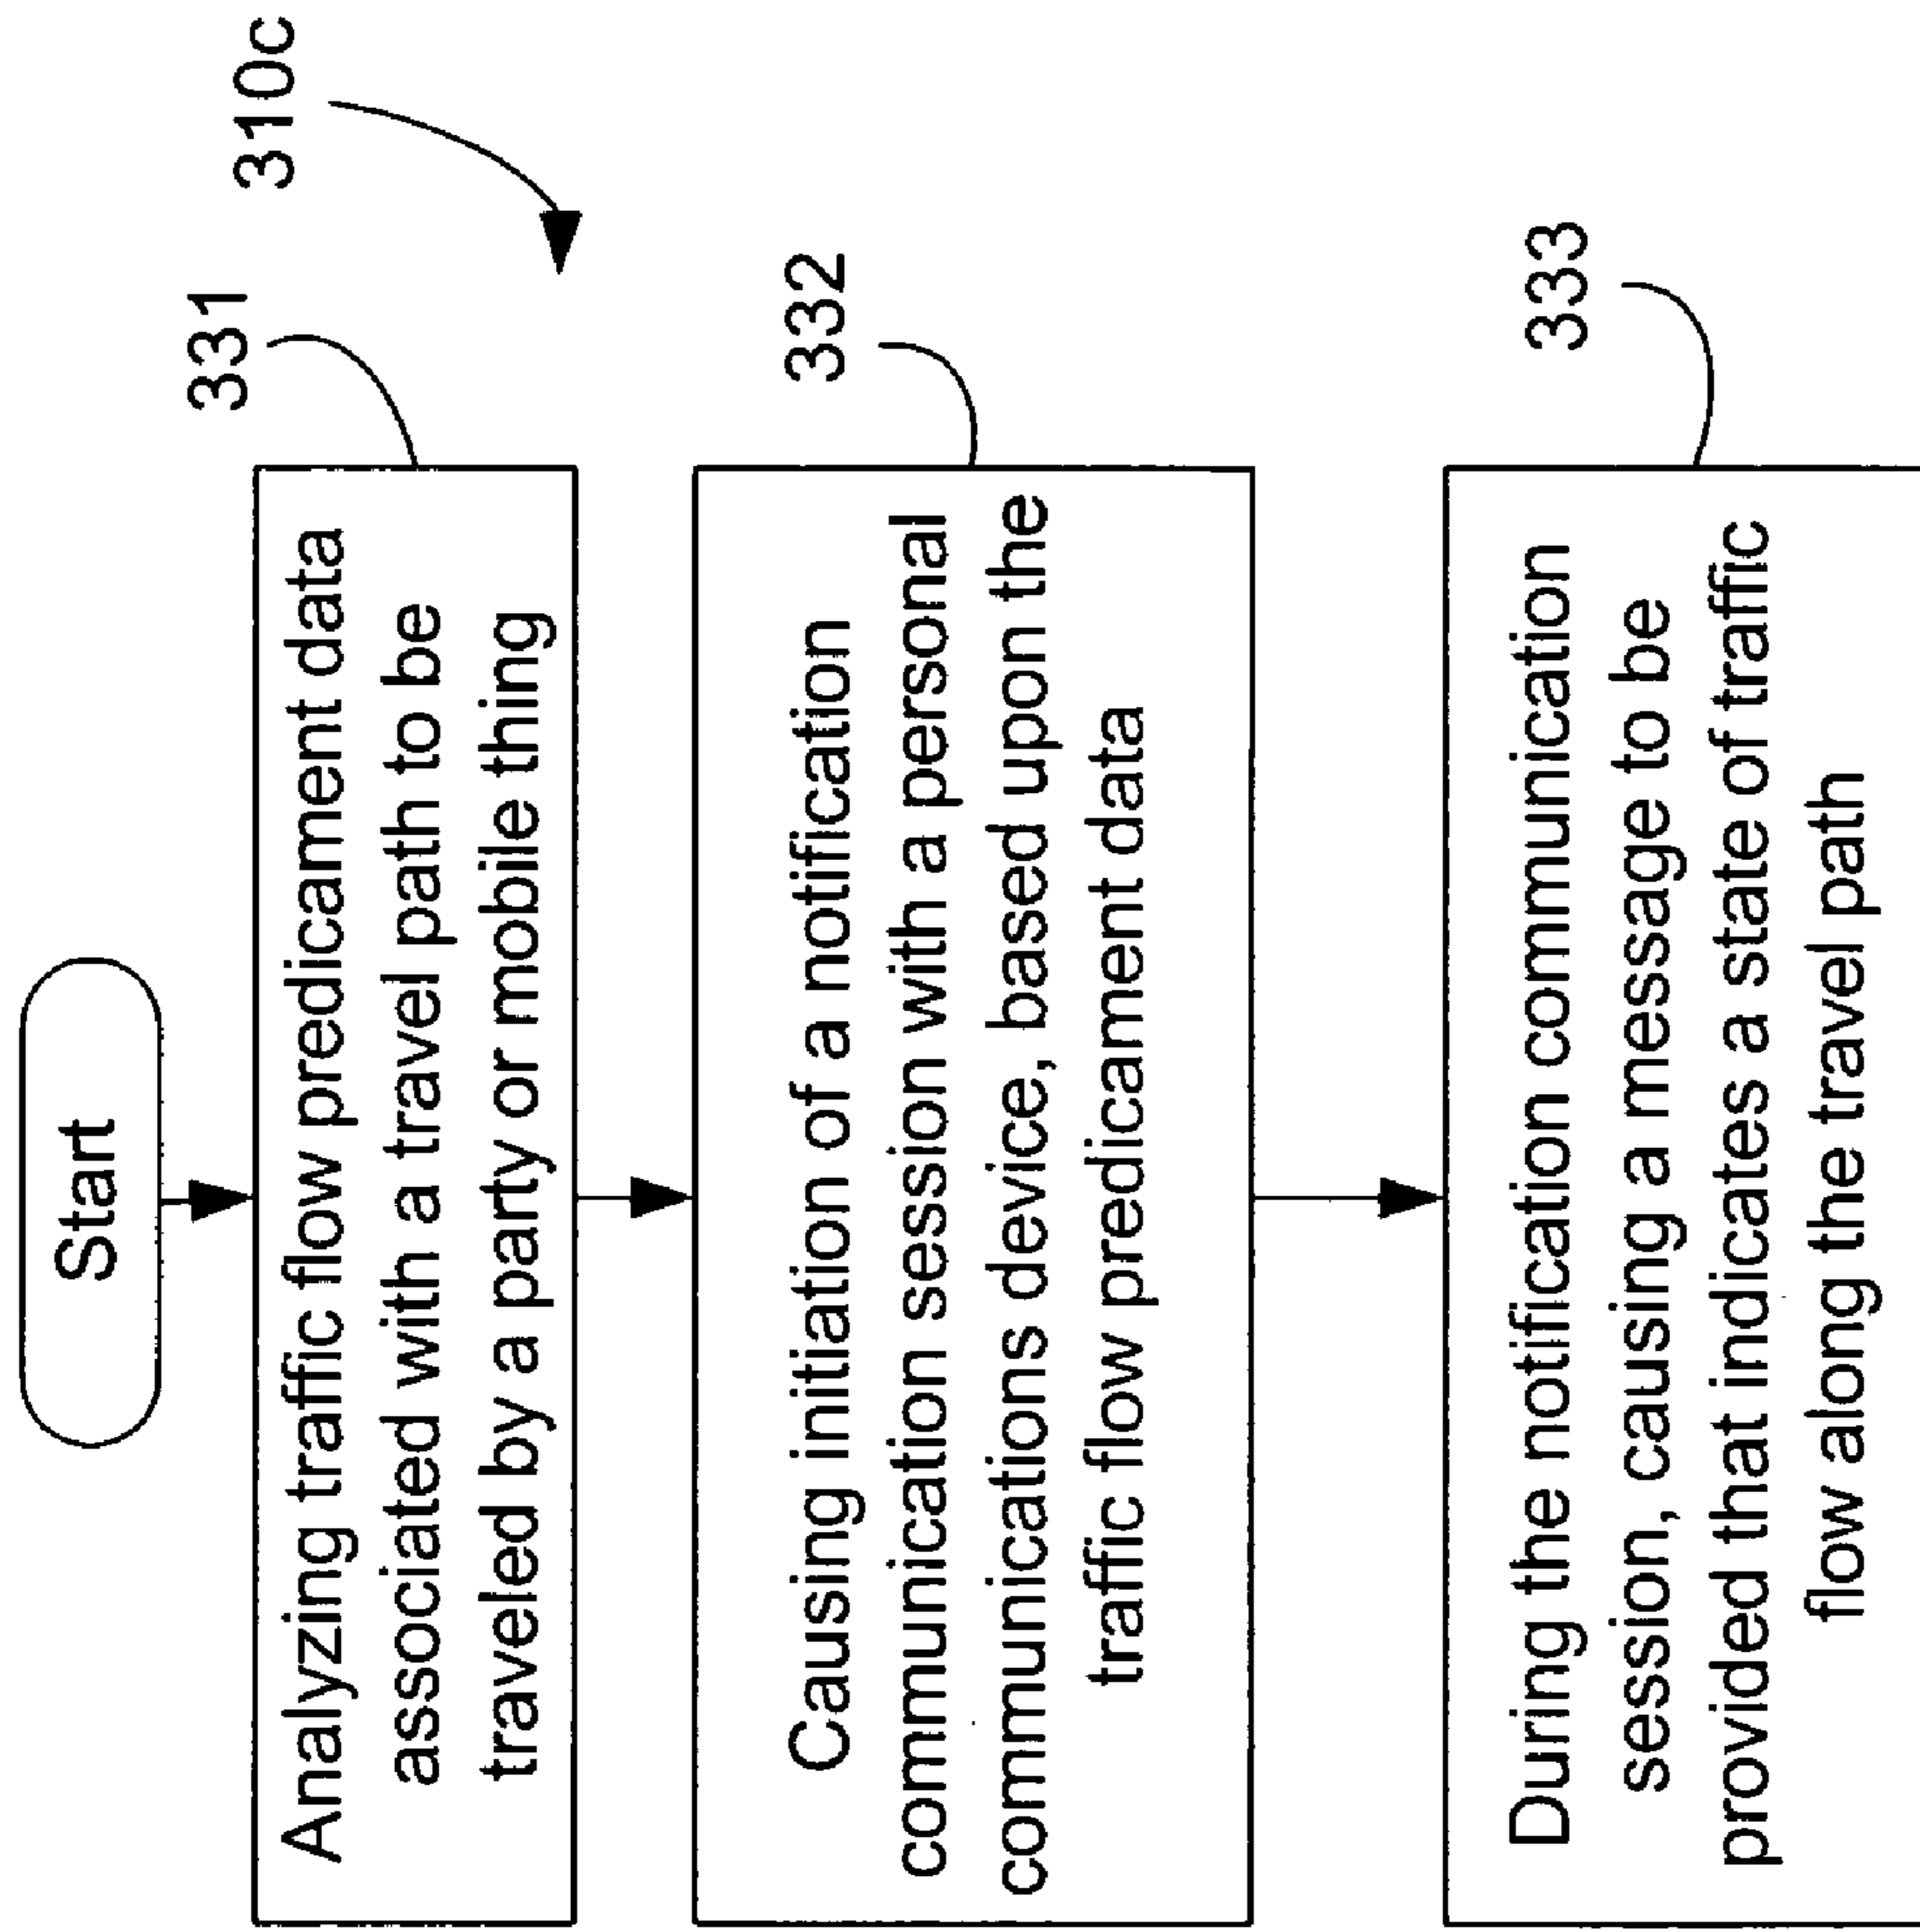 Start
310c
331
Analyzing traffic flow predicament data
associated with a travel path to be
traveled by a party or mobile thing
332
Causing initiation of a notification
communication session with a personal
communications device, based upon the
traffic flow predicament data
333
During the notification communication
session, causing a message to be
provided that indicates a state of traffic
flow along the travel path